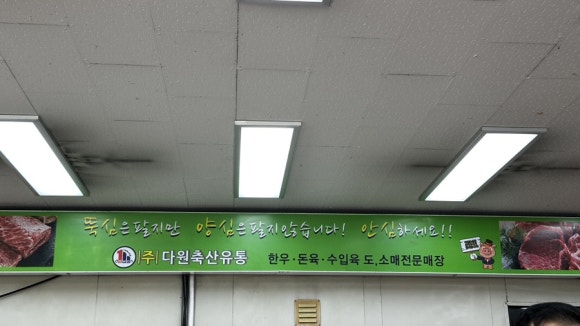 뚝심은팔지만 양심은팔지않습니다! 안심하세요!!
(주)다원축산유통 한우·돈육·수입육 도,소매전문매장